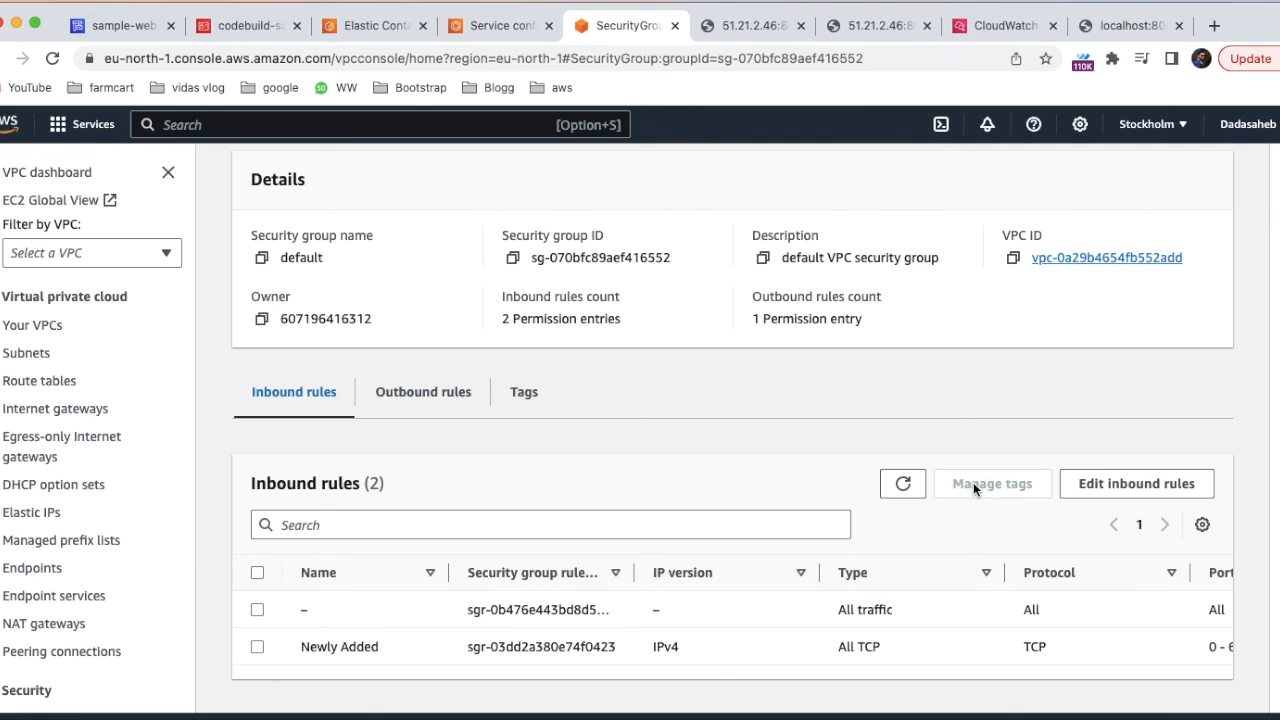 sample-web
codebuild-sa
Elastic Conta
Service conf
SecurityGrou
51.21.2.46:8
51.21.2.46:8
CloudWatch
localhost:80
eu-north-1.console.aws.amazon.com/vpcconsole/home?region=eu-north-1#SecurityGroup:groupId=sg-070bfc89aef416552
110K
Update
YouTube
farmcart
vidas vlog
google
WW
Bootstrap
Blogg
aws
Services
Search
[Option+S]
Stockholm
Dadasaheb
VPC dashboard
EC2 Global View
Filter by VPC:
Select a VPC
Virtual private cloud
Your VPCs
Subnets
Route tables
Internet gateways
Egress-only Internet
gateways
DHCP option sets
Elastic IPs
Managed prefix lists
Endpoints
Endpoint services
NAT gateways
Peering connections
Security
Details
Security group name
default
Security group ID
sg-070bfc89aef416552
Description
default VPC security group
VPC ID
vpc-0a29b4654fb552add
Owner
607196416312
Inbound rules count
2 Permission entries
Outbound rules count
1 Permission entry
Inbound rules
Outbound rules
Tags
Inbound rules (2)
Manage tags
Edit inbound rules
Search
1
Name
Security group rule...
IP version
Type
Protocol
Port
–
sgr-0b476e443bd8d5...
–
All traffic
All
All
Newly Added
sgr-03dd2a380e74f0423
IPv4
All TCP
TCP
0 - 6